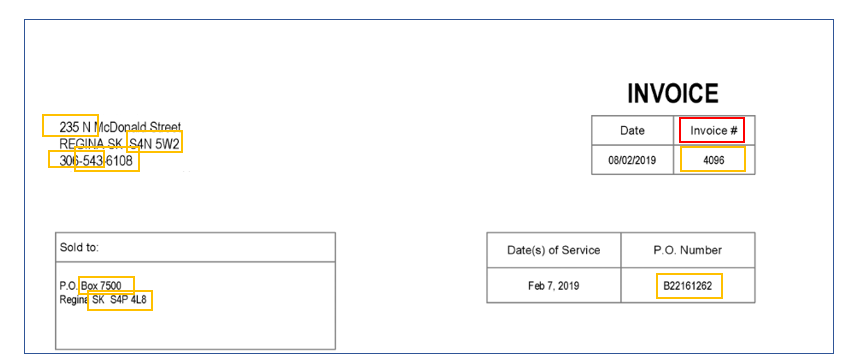 INVOICE
235 N McDonald Street
REGINA SK S4N 5W2
306-543-6108
Date Invoice #
08/02/2019 4096
Sold to:
P.O. Box 7500
Regina SK S4P 4L8
Date(s) of Service P.O. Number
Feb 7, 2019 B22161262